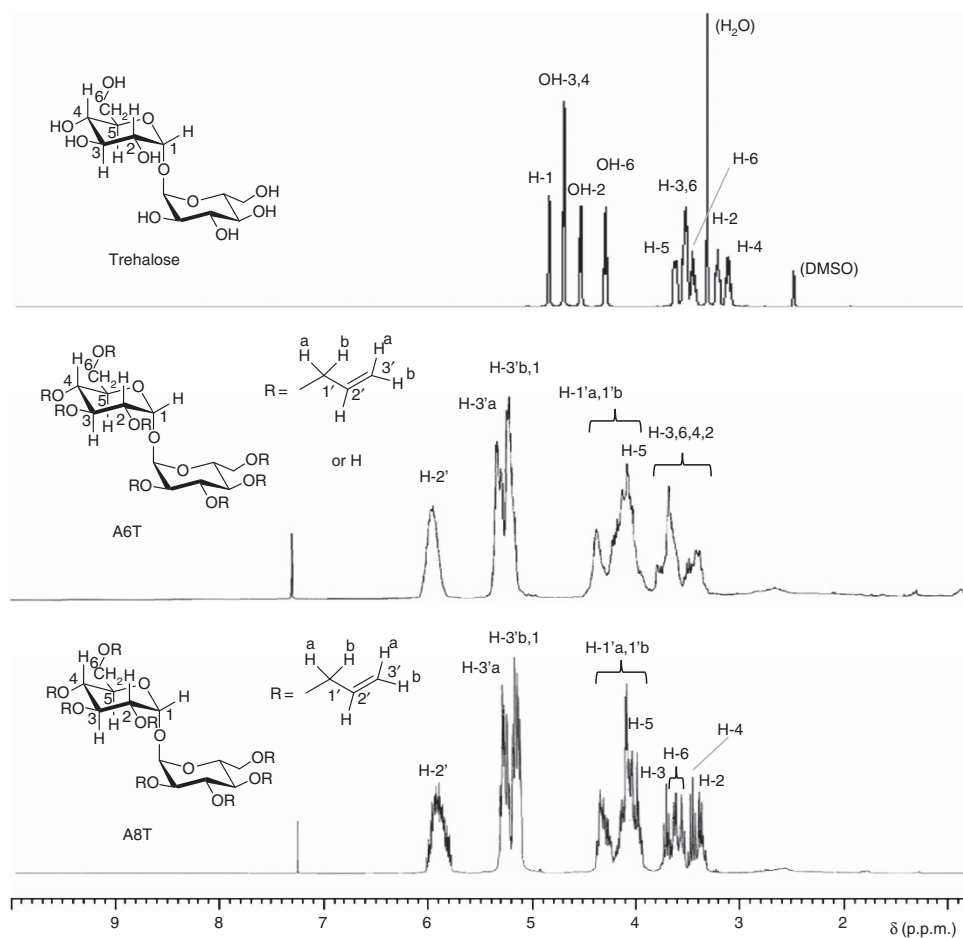 (H2O)
OH-3,4
H-6
H-1
OH-2
OH-6
H-3,6
H-5
H-2
H-4
(DMSO)
OH
H 6
4 CH2 O
HO 5 H H
HO 3 H 2 OH 1
H O
O OH
HO OH
OH
Trehalose
a b a
H H H
R = 3′ b
1′ 2′ H
H
or H
H-2’
H-3’a
H-3’b,1
H-1’a,1’b
H-5
H-3,6,4,2
OR
H 6
4 CH2 O
RO 5 H H
RO 3 H 2 OR 1
H O
O OR
RO OR
OR
A6T
a b a
H H H
R = 3′ b
1′ 2′ H
H
H-2’
H-3’a
H-3’b,1
H-1’a,1’b
H-5
H-3
H-6
H-4
H-2
OR
H 6
4 CH2 O
RO 5 H H
RO 3 H 2 OR 1
H O
O OR
RO OR
OR
A8T
9 8 7 6 5 4 3 2 δ (p.p.m.)